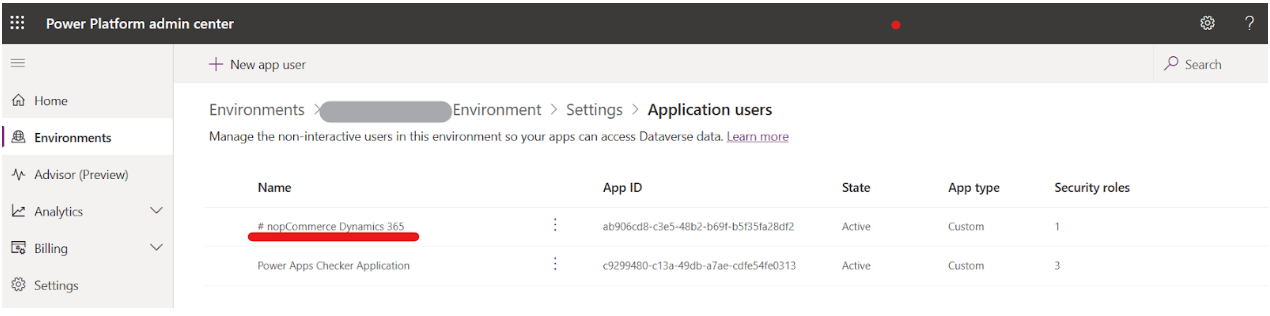 Power Platform admin center
?
New app user
Search
Home
Environments
Advisor (Preview)
Analytics
Billing
Settings
Environments > Environment > Settings > Application users
Manage the non-interactive users in this environment so your apps can access Dataverse data. Learn more
Name App ID State App type Security roles
# nopCommerce Dynamics 365 ab906cd8-c3e5-48b2-b69f-b5f35fa28df2 Active Custom 1
Power Apps Checker Application c9299480-c13a-49db-a7ae-cdfe54fe0313 Active Custom 3